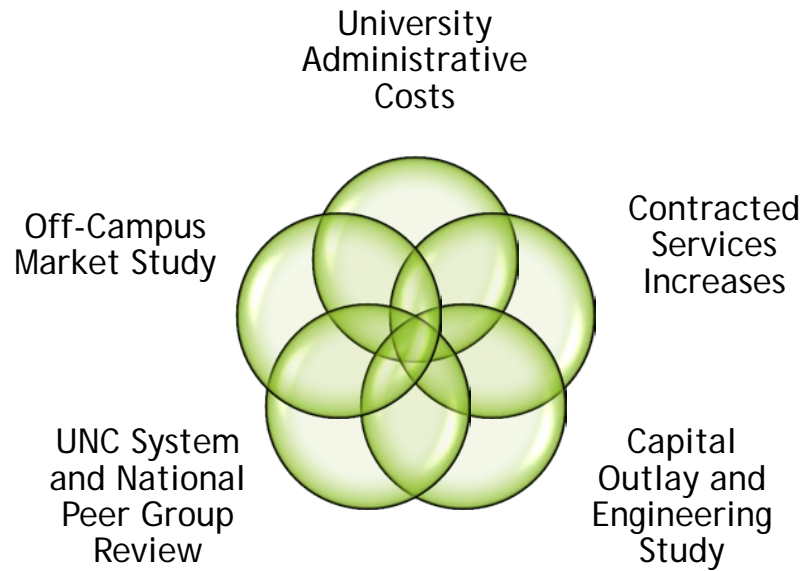 University
Administrative
Costs
Off-Campus
Market Study
Contracted
Services
Increases
UNC System
and National
Peer Group
Review
Capital
Outlay and
Engineering
Study